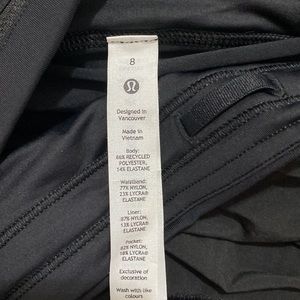 8
Designed in
Vancouver
Made in
Vietnam
Body:
86% RECYCLED
POLYESTER,
14% ELASTANE
Waistband:
77% NYLON,
23% LYCRA®
ELASTANE
Liner:
87% NYLON,
13% LYCRA®
ELASTANE
Pocket:
82% NYLON,
18% LYCRA®
ELASTANE
Exclusive of
decoration
Wash with like
colours